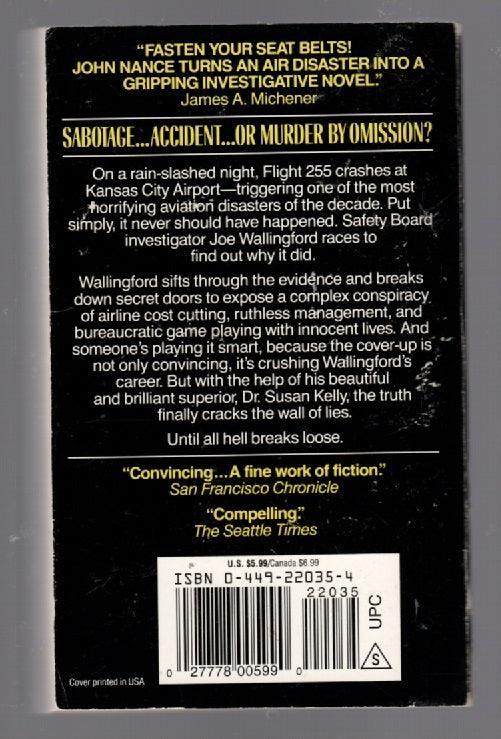 “FASTEN YOUR SEAT BELTS!
JOHN NANCE TURNS AN AIR DISASTER INTO A
GRIPPING INVESTIGATIVE NOVEL.”
James A. Michener
SABOTAGE...ACCIDENT...OR MURDER BY OMISSION?
On a rain-slashed night, Flight 255 crashes at
Kansas City Airport—triggering one of the most
horrifying aviation disasters of the decade. Put
simply, it never should have happened. Safety Board
investigator Joe Wallingford races to
find out why it did.
Wallingford sifts through the evidence and breaks
down secret doors to expose a complex conspiracy
of airline cost cutting, ruthless management, and
bureaucratic game playing with innocent lives. And
someone's playing it smart, because the cover-up is
not only convincing, it's crushing Wallingford's
career. But with the help of his beautiful
and brilliant superior, Dr. Susan Kelly, the truth
finally cracks the wall of lies.
Until all hell breaks loose.
“Convincing...A fine work of fiction.”
San Francisco Chronicle
“Compelling.”
The Seattle Times
U.S. $5.99/Canada $6.99
ISBN 0-449-22035-4
22035
UPC
S
0 27778 00599 0
Cover printed in USA